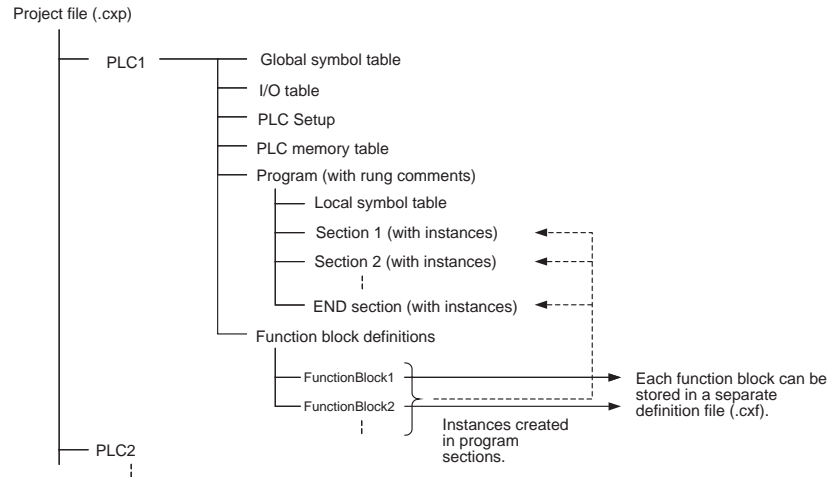 Project file (.cxp)
PLC1
Global symbol table
I/O table
PLC Setup
PLC memory table
Program (with rung comments)
Local symbol table
Section 1 (with instances)
Section 2 (with instances)
END section (with instances)
Function block definitions
FunctionBlock1
FunctionBlock2
Instances created
in program
sections.
Each function block can be
stored in a separate
definition file (.cxf).
PLC2